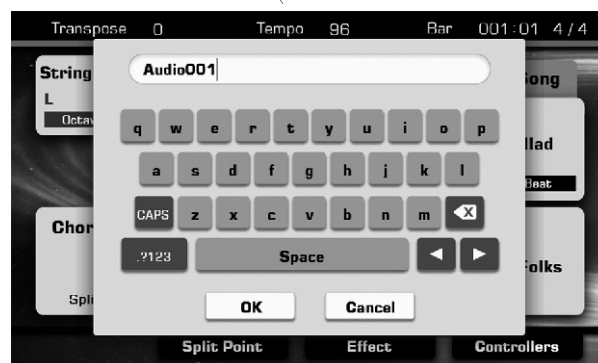 Transpose 0 Tempo 96 Bar 001:01 4/4
String
L
Octav
ong
llad
Beat
Audio001
q w e r t y u i o p
a s d f g h j k l
CAPS z x c v b n m
.?123 Space
OK Cancel
Chor
Spli
olks
Split Point Effect Controllers